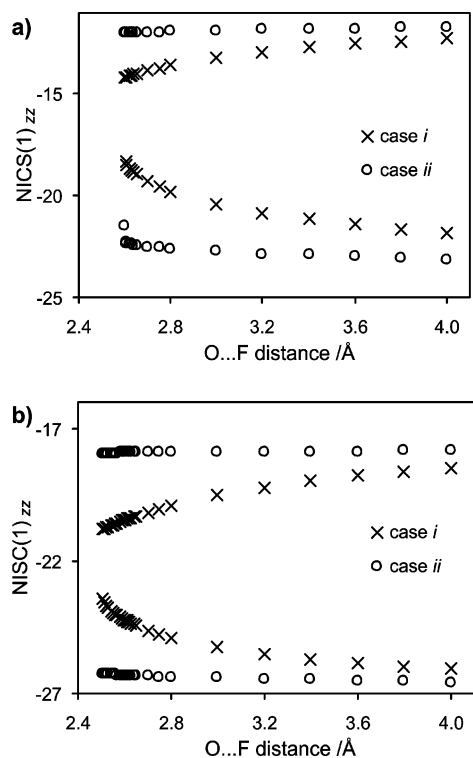 a)
NICS(1)zz
-15
-20
-25
× case i
○ case ii
2.4 2.8 3.2 3.6 4.0
O...F distance /Å
b)
NISC(1)zz
-17
-22
-27
× case i
○ case ii
2.4 2.8 3.2 3.6 4.0
O...F distance /Å